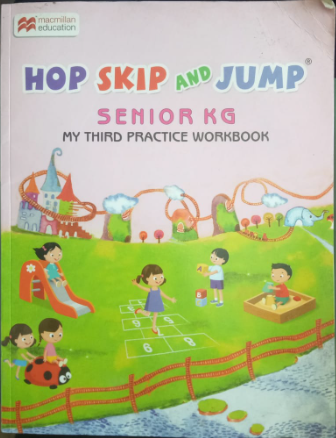 macmillan
education
HOP SKIP AND JUMP®
SENIOR KG
MY THIRD PRACTICE WORKBOOK